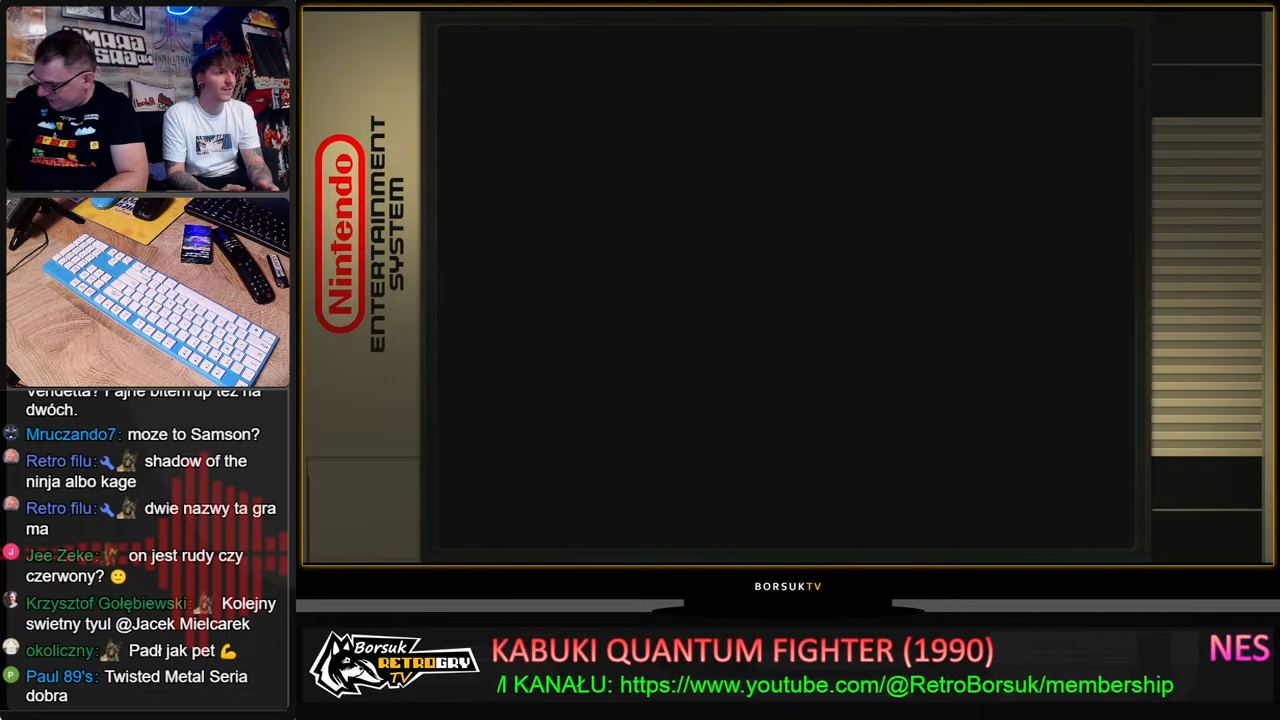 Nintendo
ENTERTAINMENT
SYSTEM
dwóch.
Mruczando7: moze to Samson?
Retro filu: shadow of the
ninja albo kage
Retro filu: dwie nazwy ta gra
ma
Jee Zeke: on jest rudy czy
czerwony?
Krzysztof Gołębiewski: Kolejny
swietny tyul @Jacek Mielcarek
okoliczny: Padł jak pet
Paul 89's: Twisted Metal Seria
dobra
BORSUKTV
Borsuk
RETROGRY
TV
KABUKI QUANTUM FIGHTER (1990)
NES
M KANAŁU: https://www.youtube.com/@RetroBorsuk/membership